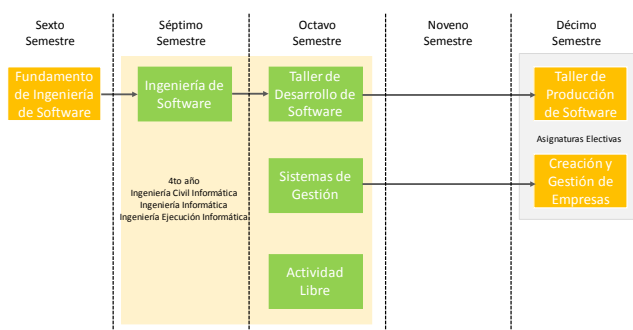 Sexto
Semestre
Séptimo
Semestre
Octavo
Semestre
Noveno
Semestre
Décimo
Semestre
Fundamento
de Ingeniería
de Software
Ingeniería de
Software
Taller de
Desarrollo de
Software
Taller de
Producción
de Software
Asignaturas Electivas
4to año
Ingeniería Civil Informática
Ingeniería Informática
Ingeniería Ejecución Informática
Sistemas de
Gestión
Creación y
Gestión de
Empresas
Actividad
Libre